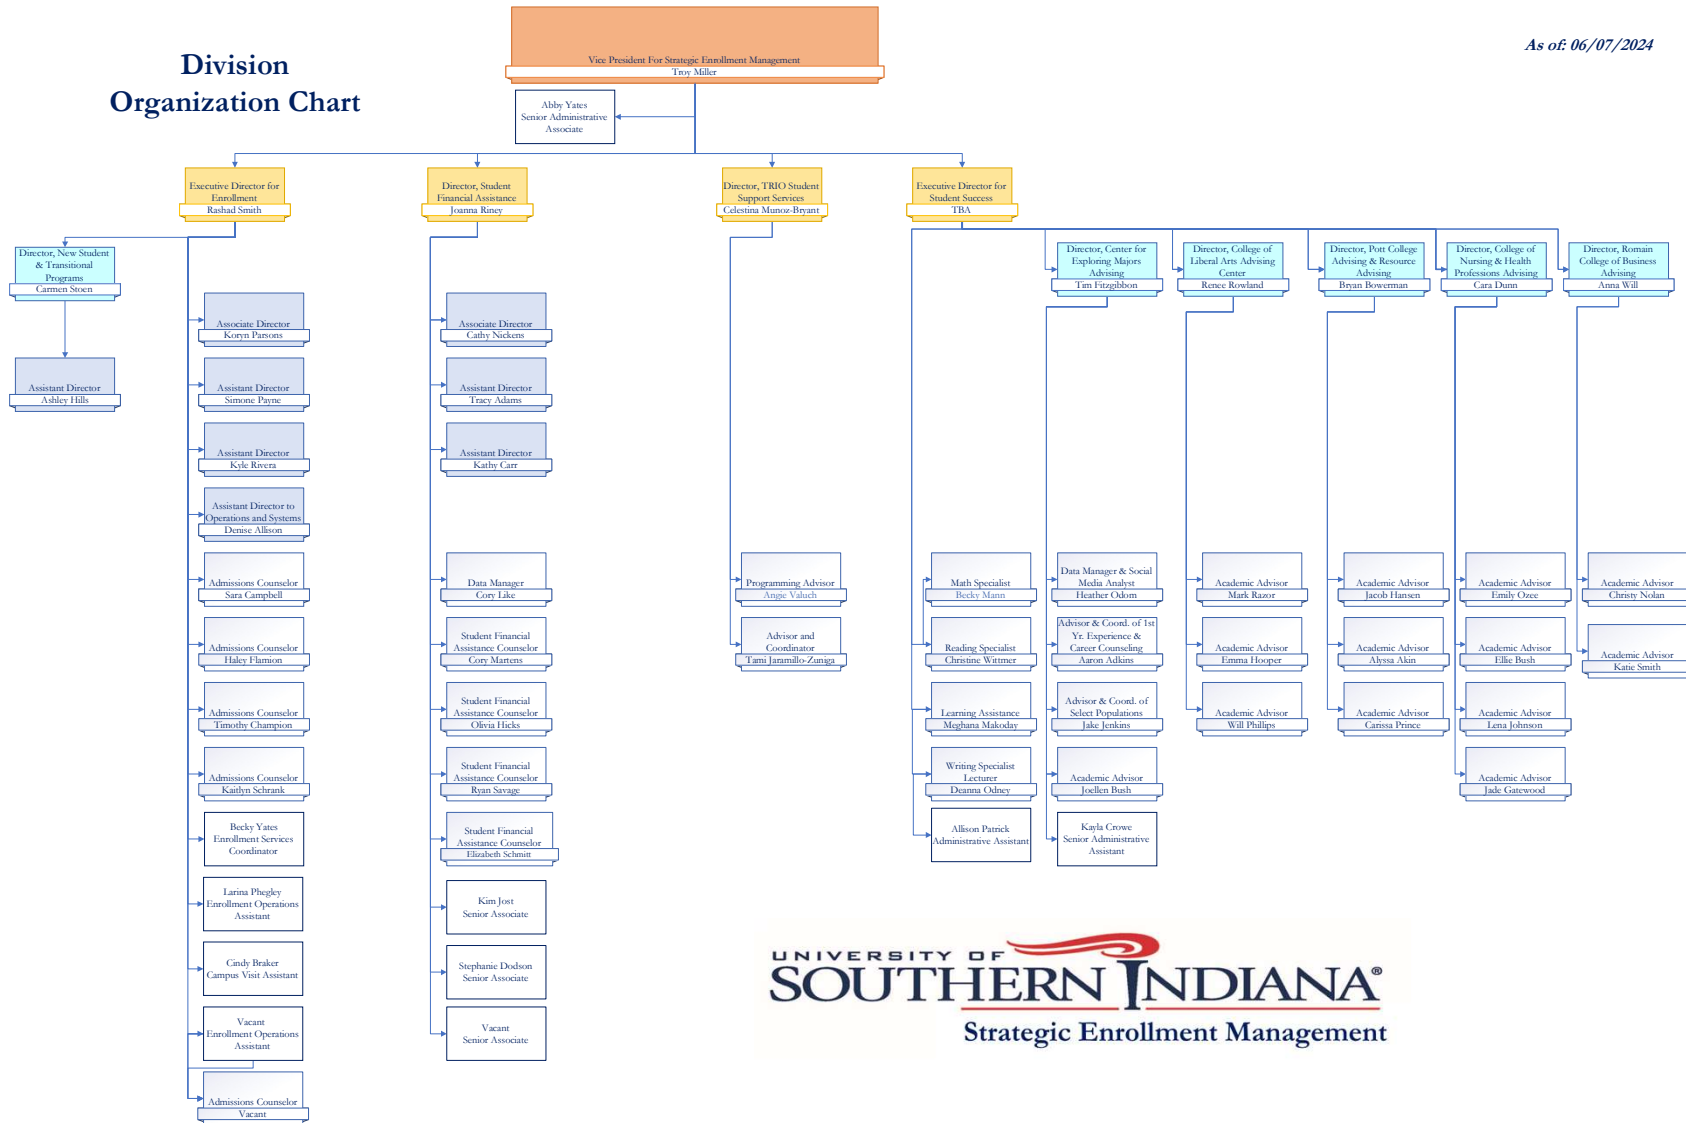 Division
Organization Chart
As of: 06/07/2024
Vice President For Strategic Enrollment Management
Troy Miller
Abby Yates
Senior Administrative
Associate
Executive Director for
Enrollment
Rashad Smith
Director, Student
Financial Assistance
Joanna Riney
Director, TRIO Student
Support Services
Celestina Munoz-Bryant
Executive Director for
Student Success
TBA
Director, New Student
& Transitional
Programs
Carmen Stoen
Assistant Director
Ashley Hills
Associate Director
Koryn Parsons
Assistant Director
Simone Payne
Assistant Director
Kyle Rivera
Assistant Director to
Operations and Systems
Denise Allison
Admissions Counselor
Sara Campbell
Admissions Counselor
Haley Flamion
Admissions Counselor
Timothy Champion
Admissions Counselor
Kaitlyn Schrank
Becky Yates
Enrollment Services
Coordinator
Larina Phegley
Enrollment Operations
Assistant
Cindy Braker
Campus Visit Assistant
Vacant
Enrollment Operations
Assistant
Admissions Counselor
Vacant
Associate Director
Cathy Nickens
Assistant Director
Tracy Adams
Assistant Director
Kathy Carr
Data Manager
Cory Like
Student Financial
Assistance Counselor
Cory Martens
Student Financial
Assistance Counselor
Olivia Hicks
Student Financial
Assistance Counselor
Ryan Savage
Student Financial
Assistance Counselor
Elizabeth Schmitt
Kim Jost
Senior Associate
Stephanie Dodson
Senior Associate
Vacant
Senior Associate
Programming Advisor
Angie Valuch
Advisor and
Coordinator
Tami Jaramillo-Zuniga
Math Specialist
Becky Mann
Reading Specialist
Christine Wittmer
Learning Assistance
Meghana Makoday
Writing Specialist
Lecturer
Deanna Odney
Allison Patrick
Administrative Assistant
Director, Center for
Exploring Majors
Advising
Tim Fitzgibbon
Data Manager & Social
Media Analyst
Heather Odom
Advisor & Coord. of 1st
Yr. Experience &
Career Counseling
Aaron Adkins
Advisor & Coord. of
Select Populations
Jake Jenkins
Academic Advisor
Joellen Bush
Kayla Crowe
Senior Administrative
Assistant
Director, College of
Liberal Arts Advising
Center
Renee Rowland
Academic Advisor
Mark Razor
Academic Advisor
Emma Hooper
Academic Advisor
Will Phillips
Director, Pott College
Advising & Resource
Advising
Bryan Bowerman
Academic Advisor
Jacob Hansen
Academic Advisor
Alyssa Akin
Academic Advisor
Carissa Prince
Director, College of
Nursing & Health
Professions Advising
Cara Dunn
Academic Advisor
Emily Ozee
Academic Advisor
Ellie Bush
Academic Advisor
Lena Johnson
Academic Advisor
Jade Gatewood
Director, Romain
College of Business
Advising
Anna Will
Academic Advisor
Christy Nolan
Academic Advisor
Katie Smith
UNIVERSITY OF
SOUTHERN INDIANA®
Strategic Enrollment Management